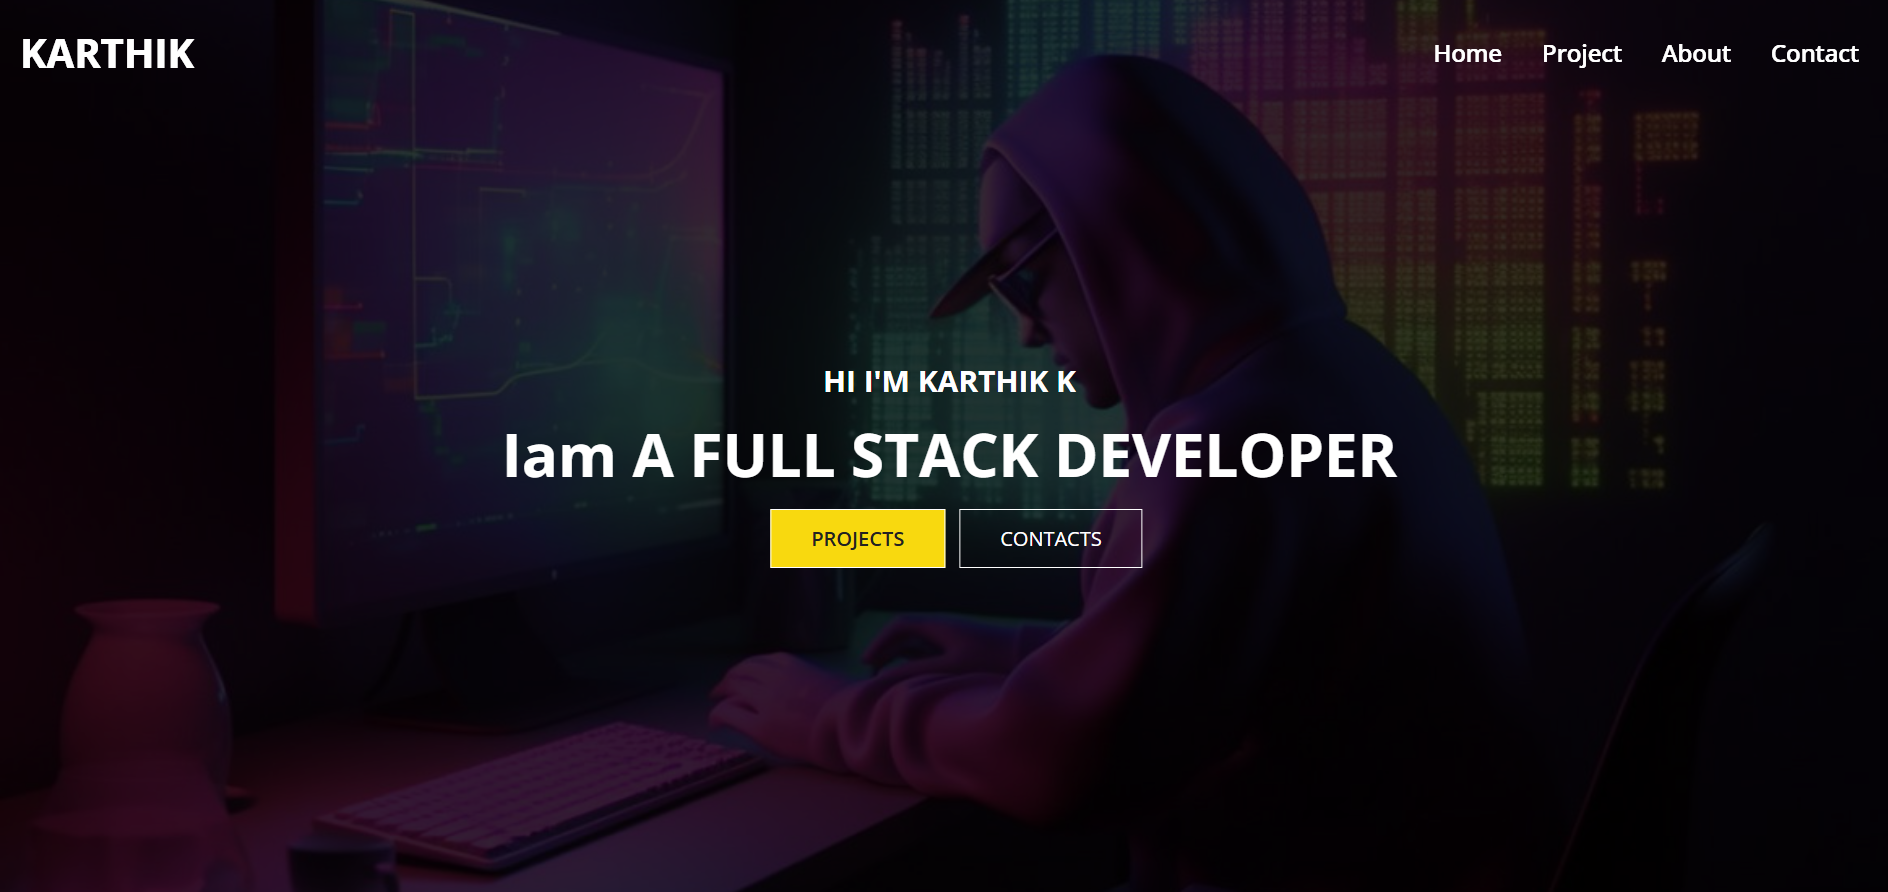 KARTHIK
Home Project About Contact
HI I'M KARTHIK K
Iam A FULL STACK DEVELOPER
PROJECTS CONTACTS